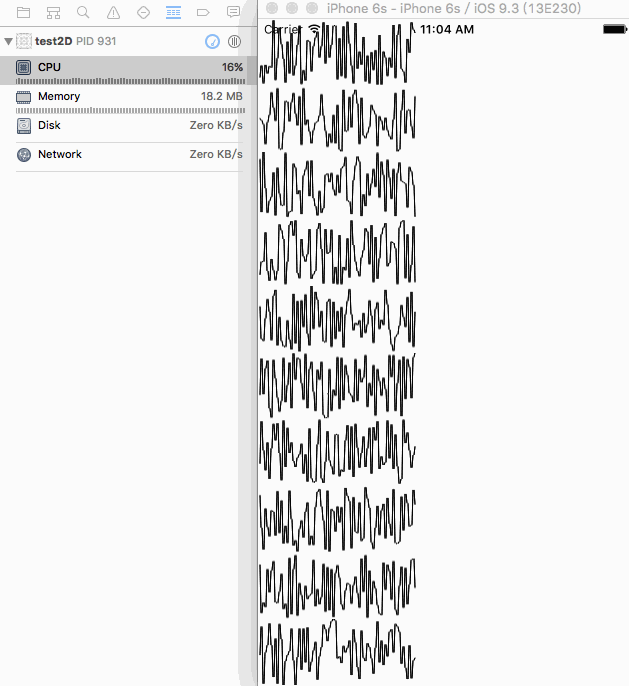 iPhone 6s - iPhone 6s / iOS 9.3 (13E230)
test2D PID 931
Carrier 11:04 AM
CPU 16%
Memory 18.2 MB
Disk Zero KB/s
Network Zero KB/s